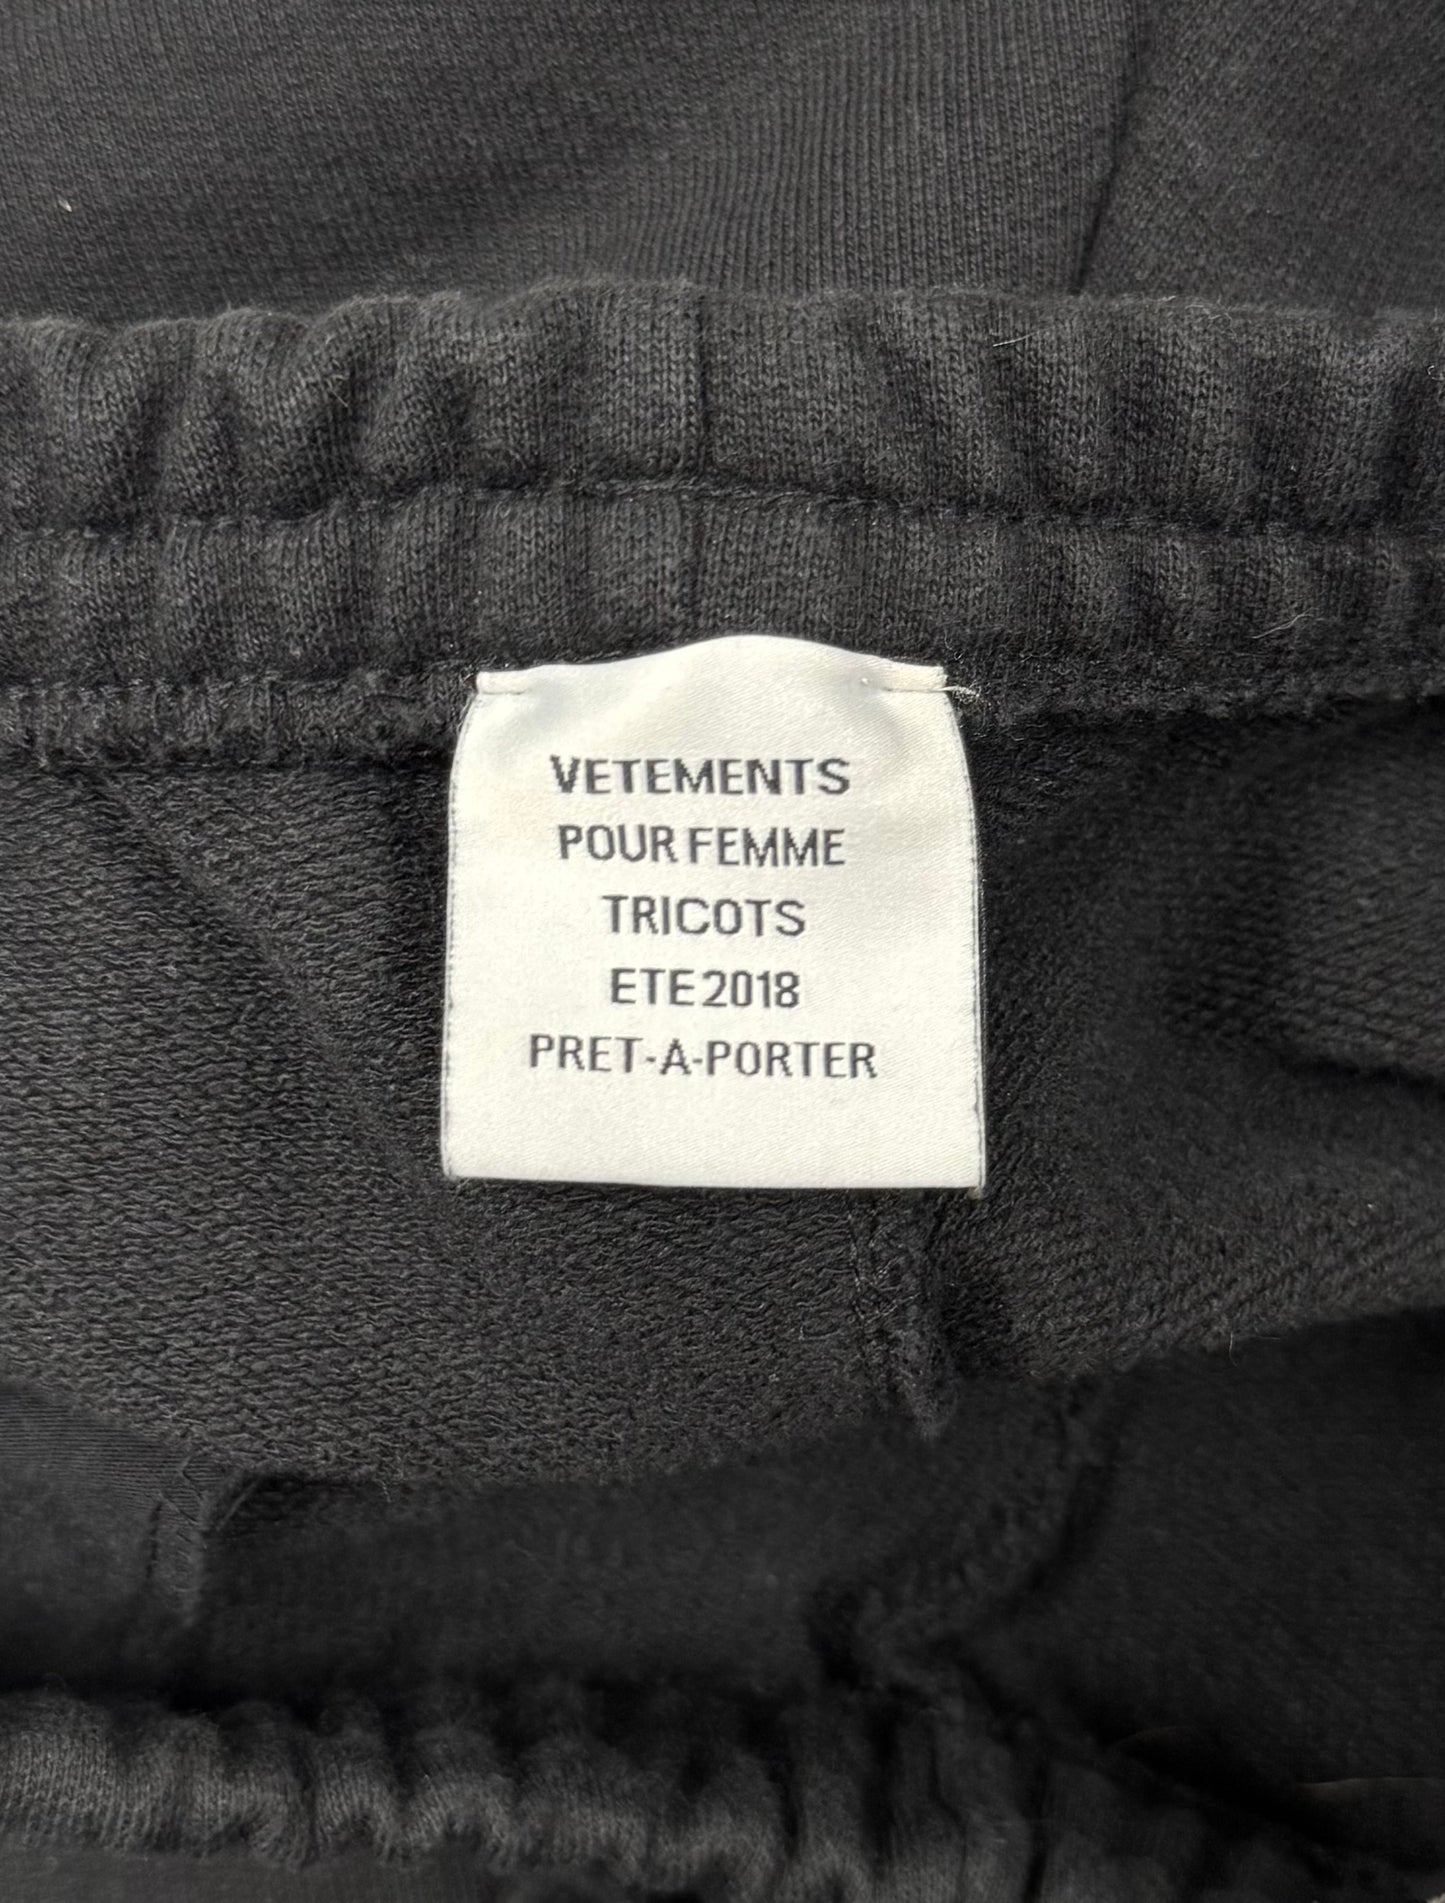 VETEMENTS
POUR FEMME
TRICOTS
ETE 2018
PRET-A-PORTER